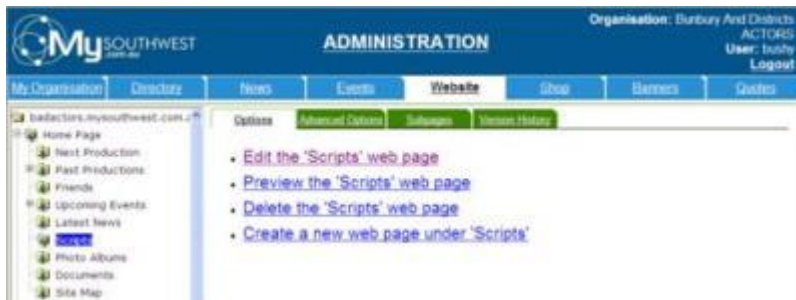 Organisation: Bunbury And Districts
ACTORS
User: bushy
Logout
MySOUTHWEST
.com.au
ADMINISTRATION
My Organisation Directory News Events Website Shop Banners Quotes
badactors.mysouthwest.com.
Options Advanced Options Subpages Version History
Home Page
Next Production
Past Productions
Friends
Upcoming Events
Latest News
Scripts
Photo Albums
Documents
Site Map
• Edit the 'Scripts' web page
• Preview the 'Scripts' web page
• Delete the 'Scripts' web page
• Create a new web page under 'Scripts'